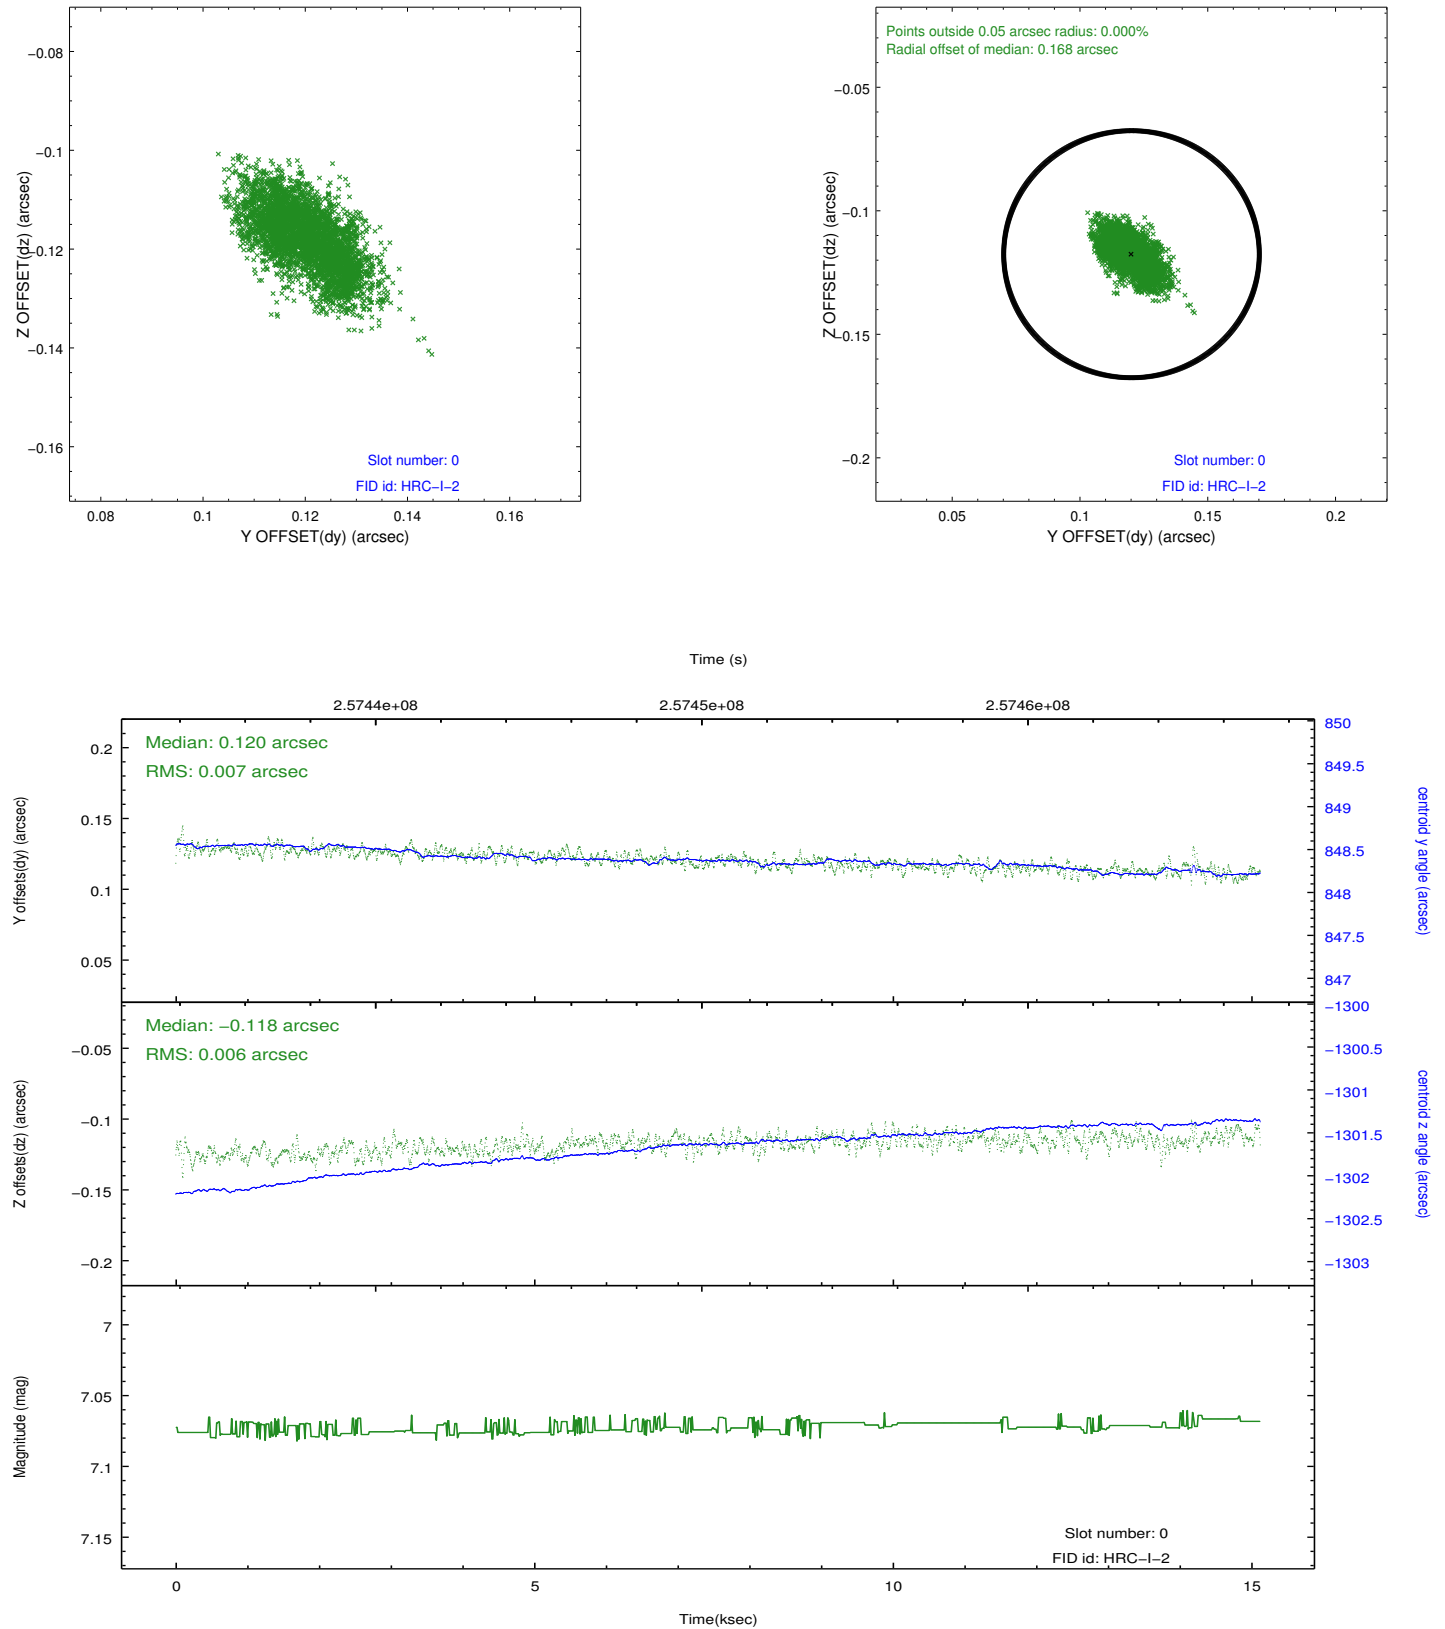 −0.08
−0.1
−0.12
−0.14
−0.16
Z OFFSET(dz) (arcsec)
Slot number: 0
FID id: HRC−I−2
0.08
0.1
0.12
0.14
0.16
Y OFFSET(dy) (arcsec)
Points outside 0.05 arcsec radius: 0.000%
Radial offset of median: 0.168 arcsec
−0.05
−0.1
−0.15
−0.2
Z OFFSET(dz) (arcsec)
Slot number: 0
FID id: HRC−I−2
0.05
0.1
0.15
0.2
Y OFFSET(dy) (arcsec)
Time (s)
2.5744e+08
2.5745e+08
2.5746e+08
Median: 0.120 arcsec
RMS: 0.007 arcsec
0.2
0.15
0.1
0.05
Y offsets(dy) (arcsec)
850
849.5
849
848.5
848
847.5
847
centroid y angle (arcsec)
Median: −0.118 arcsec
RMS: 0.006 arcsec
−0.05
−0.1
−0.15
−0.2
Z offsets(dz) (arcsec)
−1300
−1300.5
−1301
−1301.5
−1302
−1302.5
−1303
centroid z angle (arcsec)
7
7.05
7.1
7.15
Magnitude (mag)
Slot number: 0
FID id: HRC−I−2
0
5
10
15
Time(ksec)